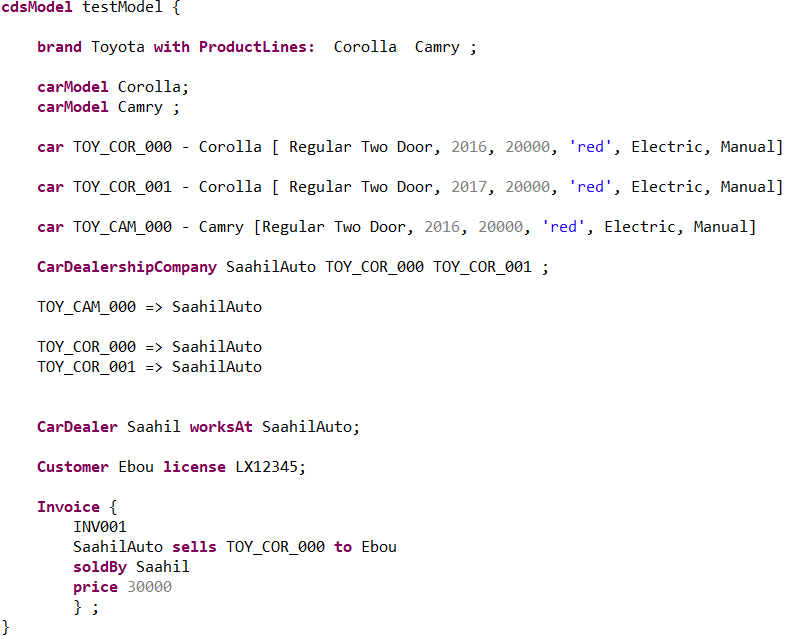 cdsModel testModel {
brand Toyota with ProductLines:  Corolla  Camry ;
carModel Corolla;
carModel Camry ;
car TOY_COR_000 - Corolla [ Regular Two Door, 2016, 20000, 'red', Electric, Manual]
car TOY_COR_001 - Corolla [ Regular Two Door, 2017, 20000, 'red', Electric, Manual]
car TOY_CAM_000 - Camry [Regular Two Door, 2016, 20000, 'red', Electric, Manual]
CarDealershipCompany SaahilAuto TOY_COR_000 TOY_COR_001 ;
TOY_CAM_000 => SaahilAuto
TOY_COR_000 => SaahilAuto
TOY_COR_001 => SaahilAuto
CarDealer Saahil worksAt SaahilAuto;
Customer Ebou license LX12345;
Invoice {
INV001
SaahilAuto sells TOY_COR_000 to Ebou
soldBy Saahil
price 30000
} ;
}